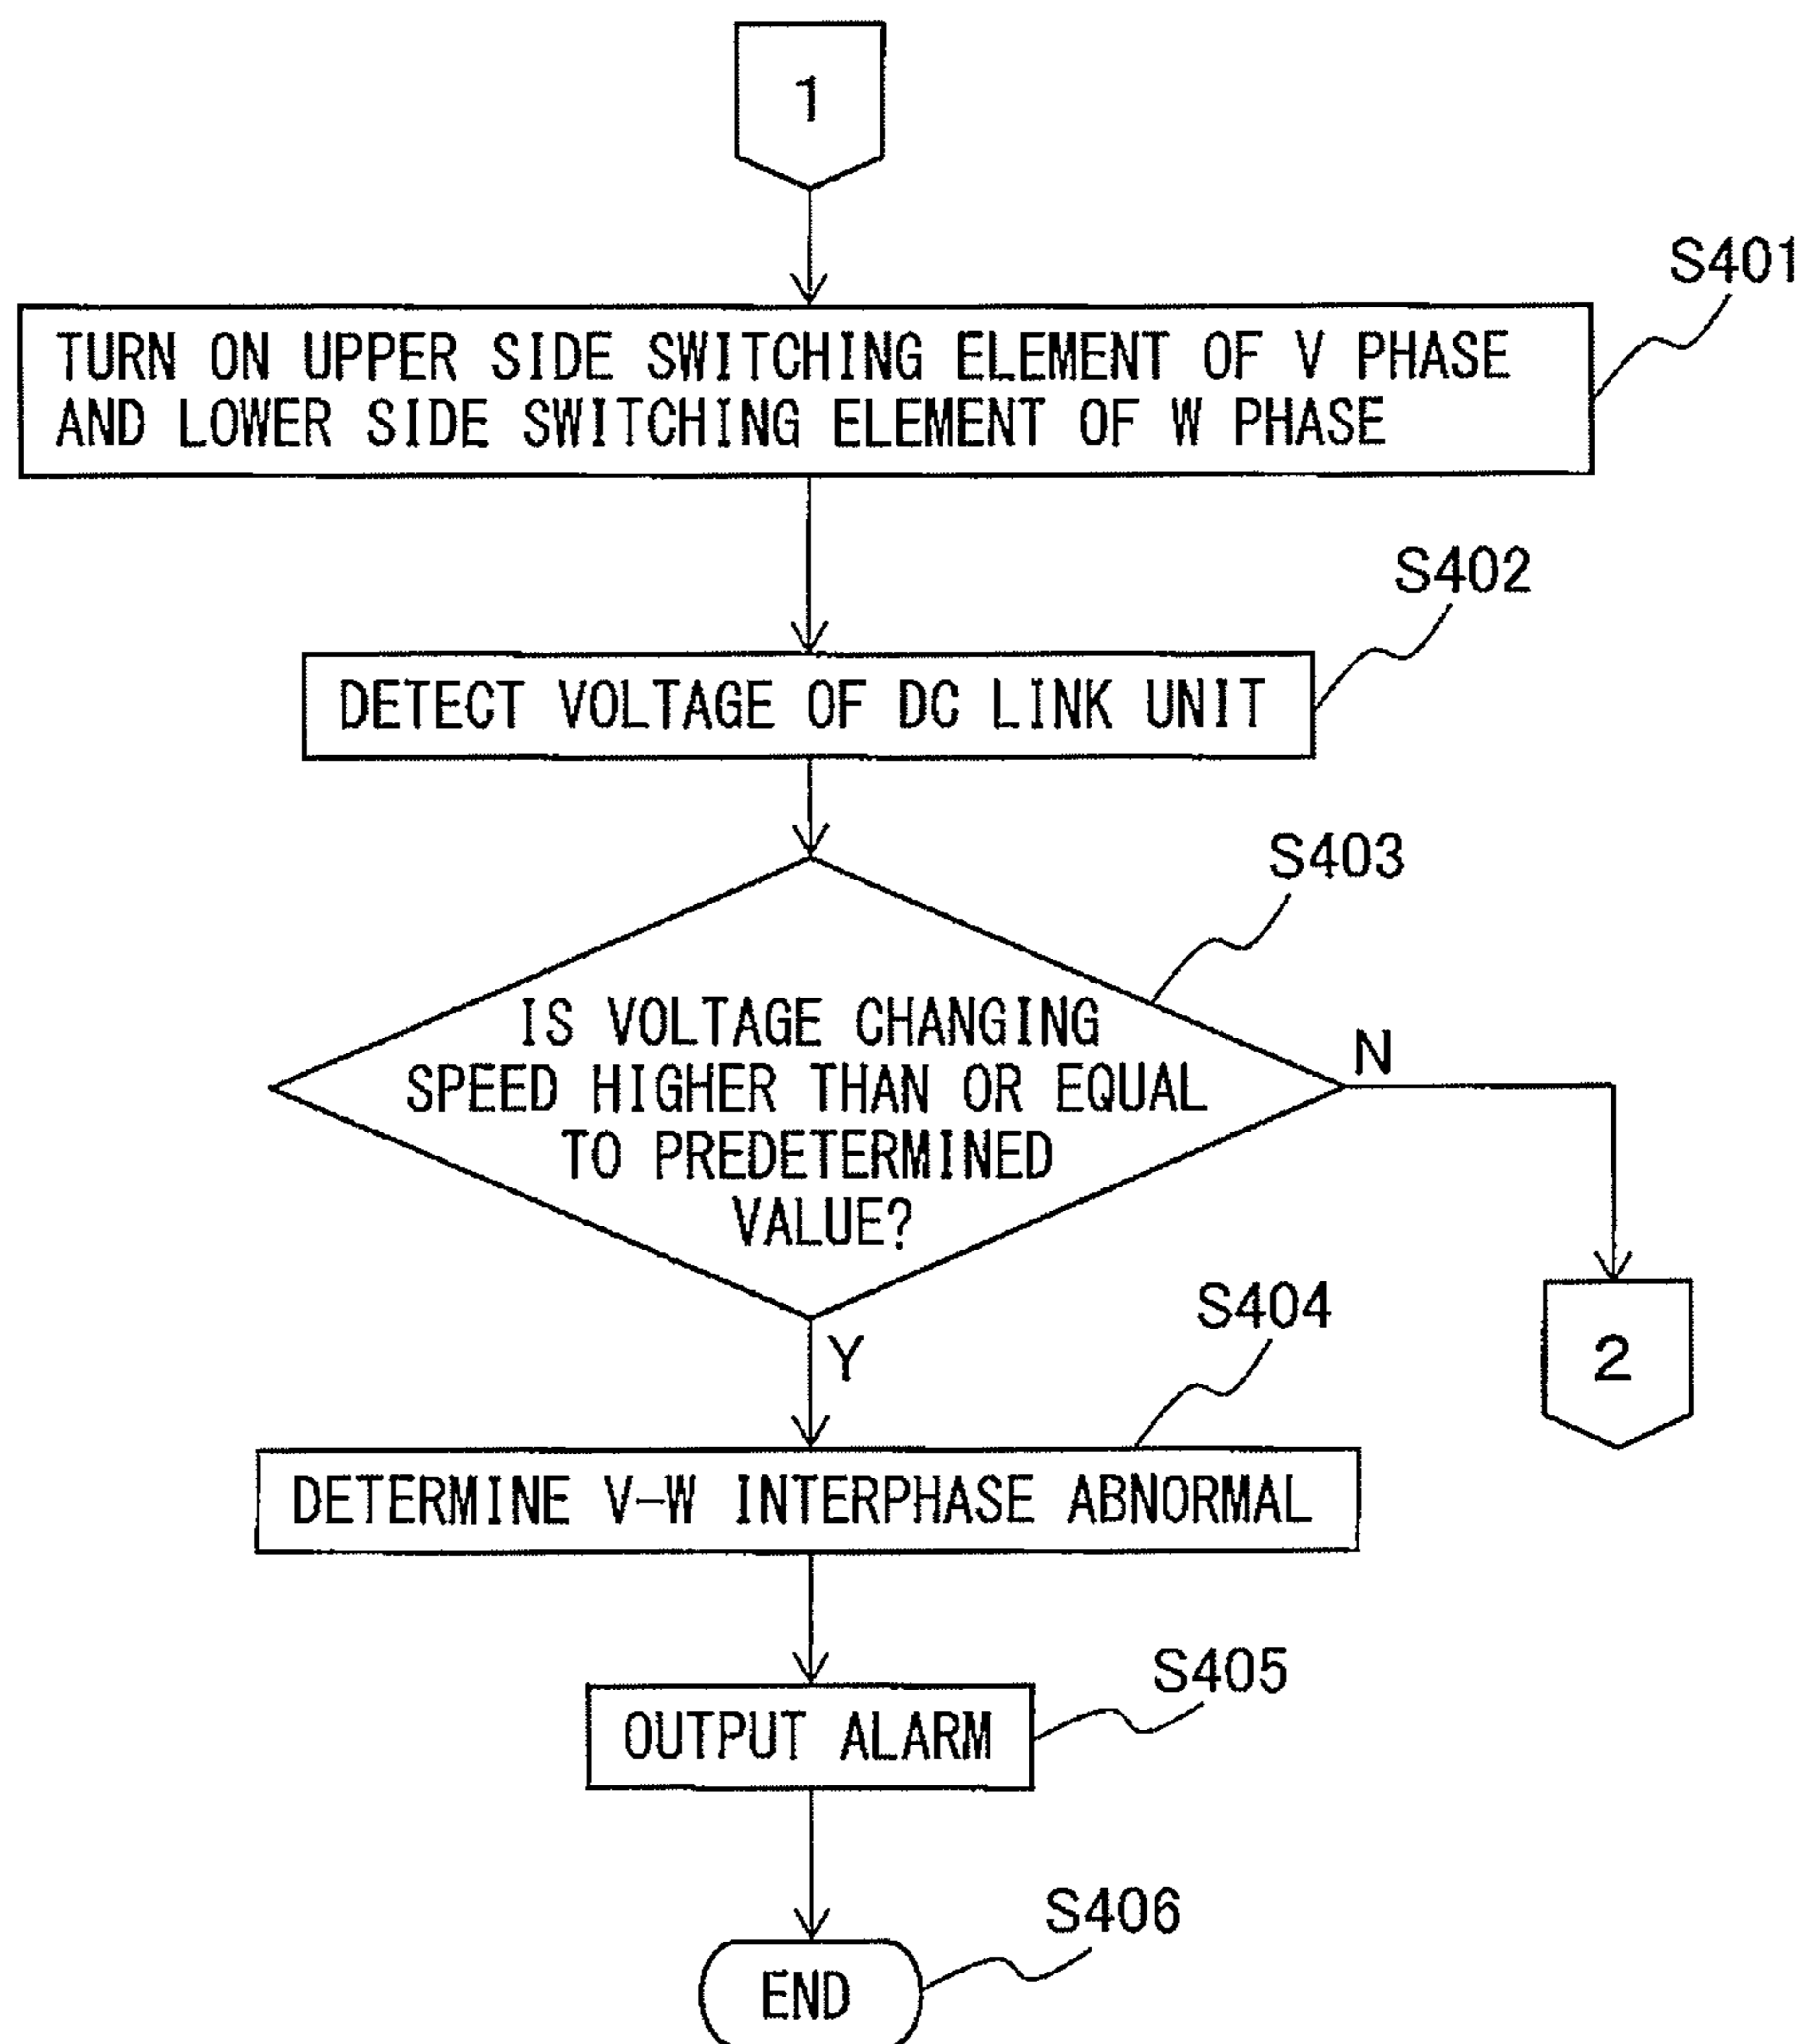 1
S401
TURN ON UPPER SIDE SWITCHING ELEMENT OF V PHASE
AND LOWER SIDE SWITCHING ELEMENT OF W PHASE
S402
DETECT VOLTAGE OF DC LINK UNIT
S403
IS VOLTAGE CHANGING
SPEED HIGHER THAN OR EQUAL
TO PREDETERMINED
VALUE?
N
2
Y
S404
DETERMINE V-W INTERPHASE ABNORMAL
S405
OUTPUT ALARM
S406
END